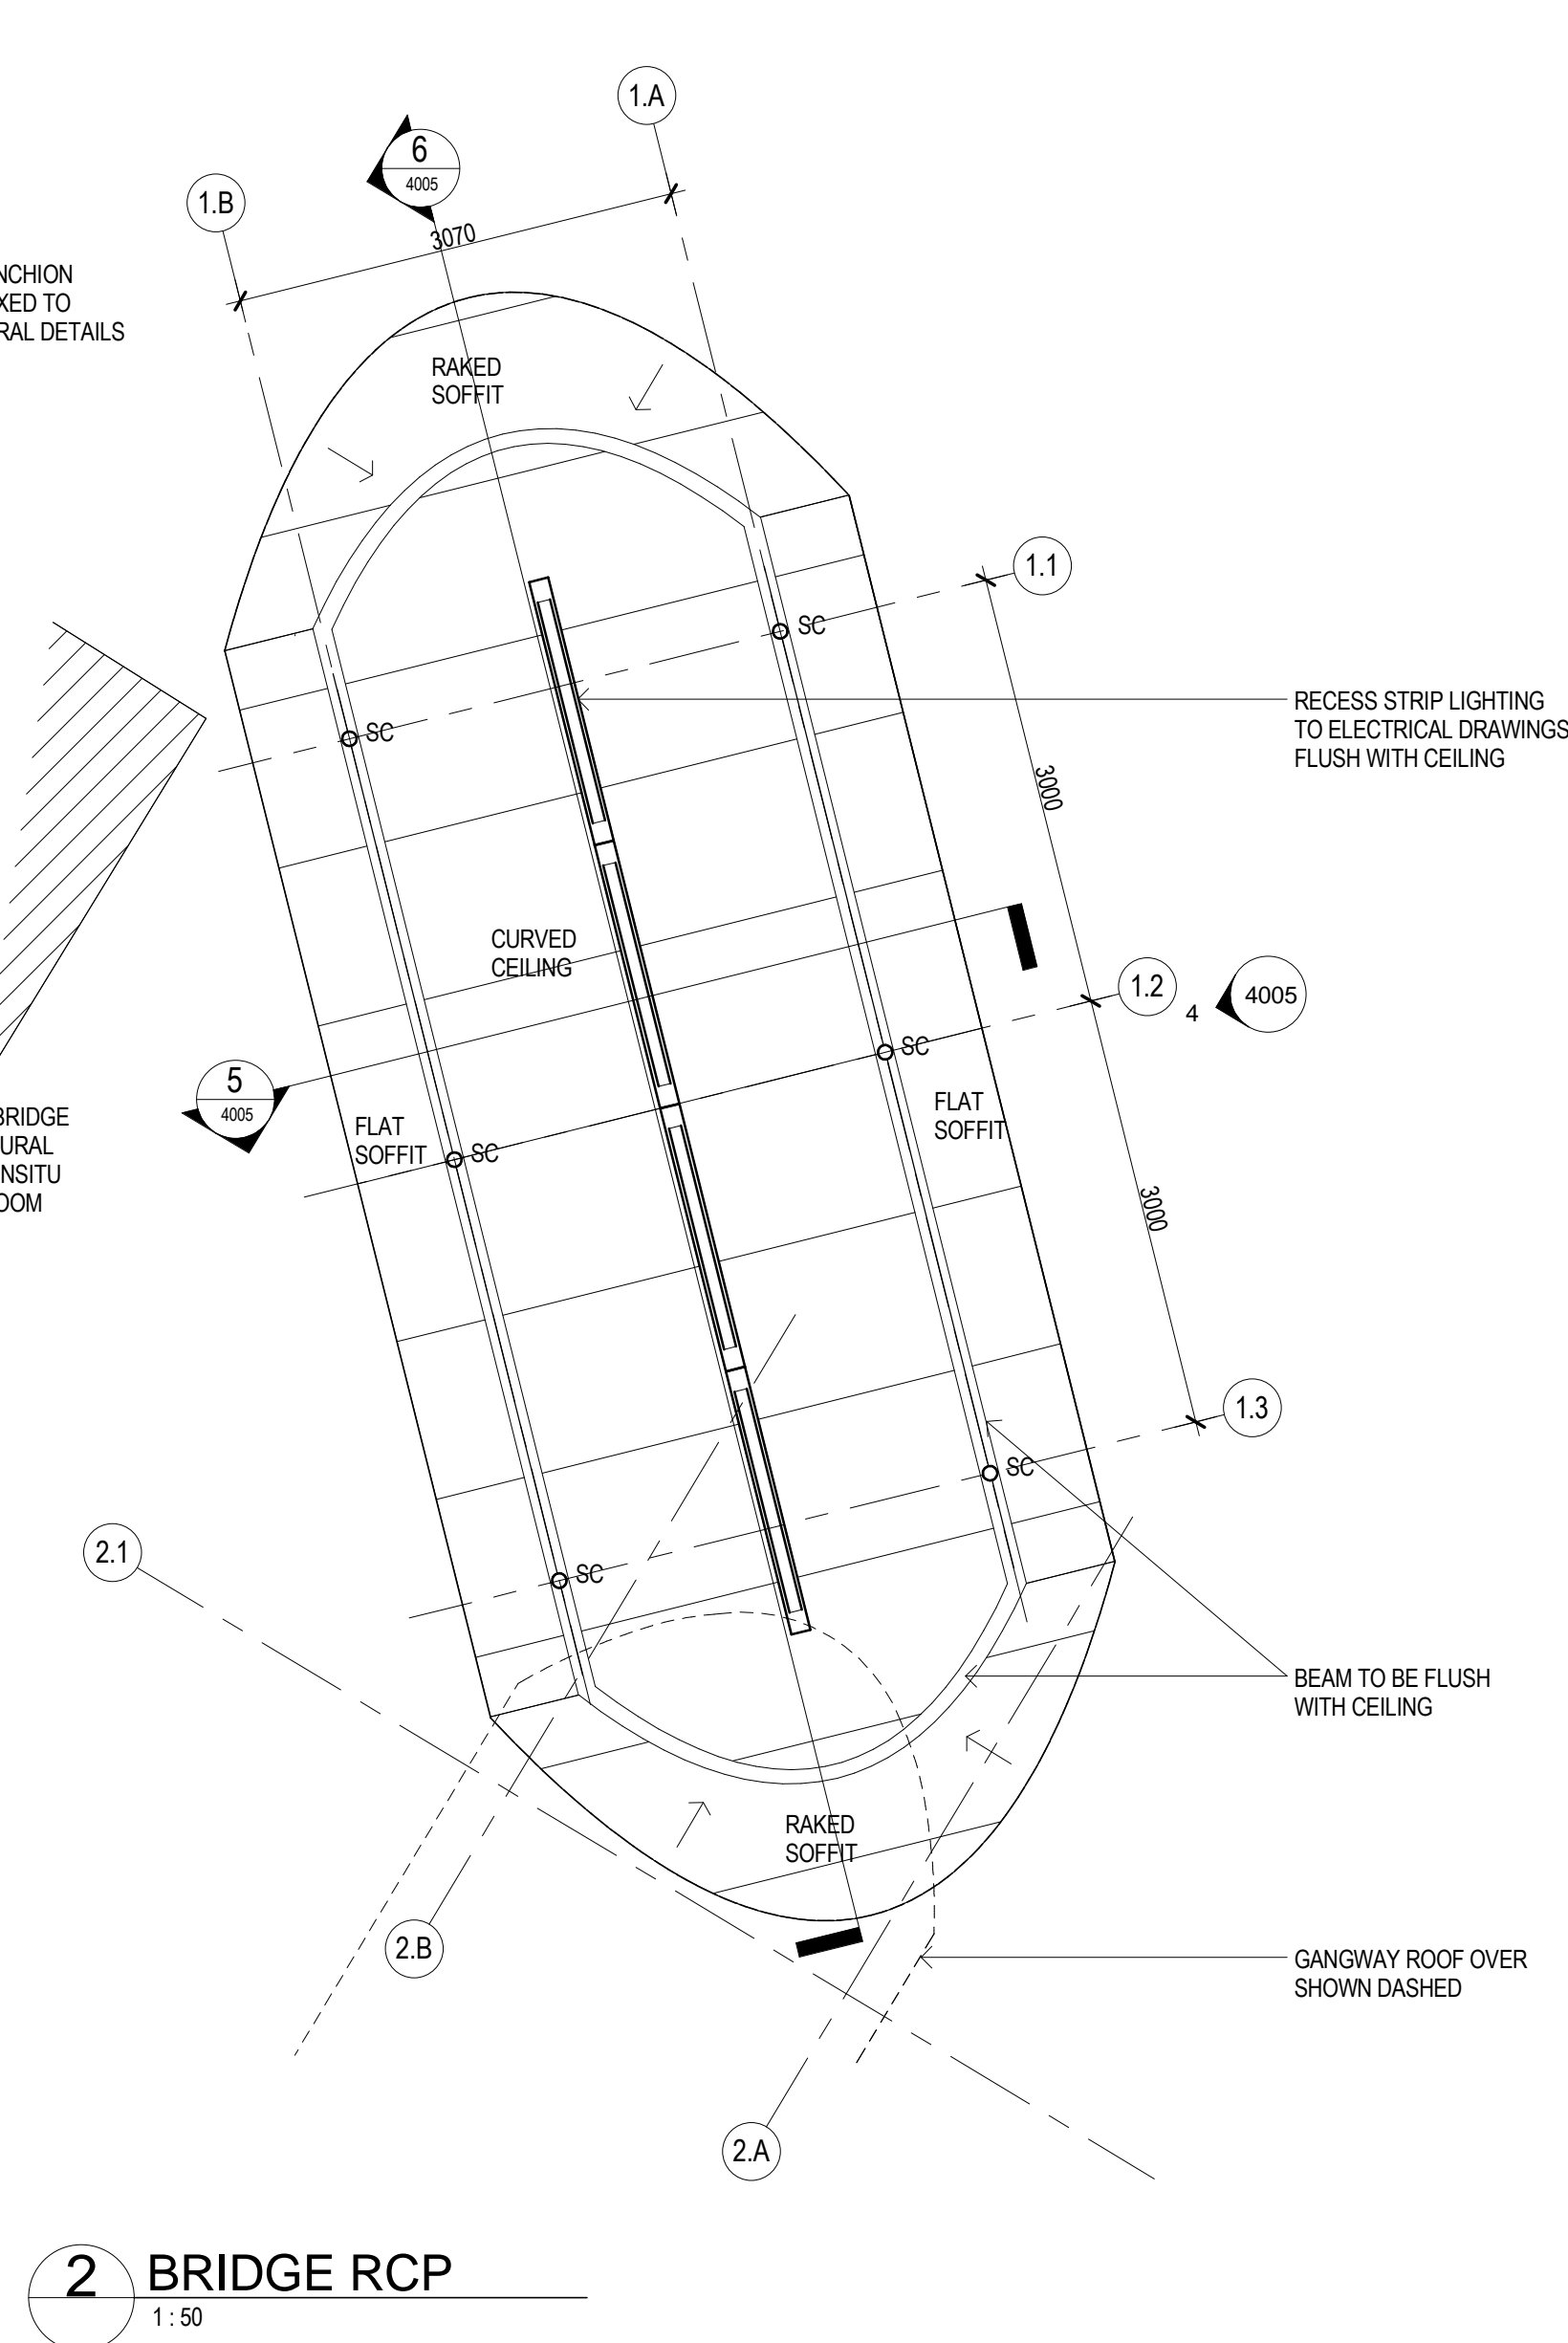 1.A
6
4005
1.B
3070
NCHION
XED TO
RAL DETAILS
RAKED
SOFFIT
1.1
SC
SC
RECESS STRIP LIGHTING
TO ELECTRICAL DRAWINGS
FLUSH WITH CEILING
3000
CURVED
CEILING
1.2
4
4005
SC
5
4005
FLAT
SOFFIT
BRIDGE
URAL
NSITU
OOM
FLAT
SOFFIT
SC
3000
1.3
SC
2.1
SC
BEAM TO BE FLUSH
WITH CEILING
RAKED
SOFFIT
2.B
GANGWAY ROOF OVER
SHOWN DASHED
2.A
2
BRIDGE RCP
1 : 50